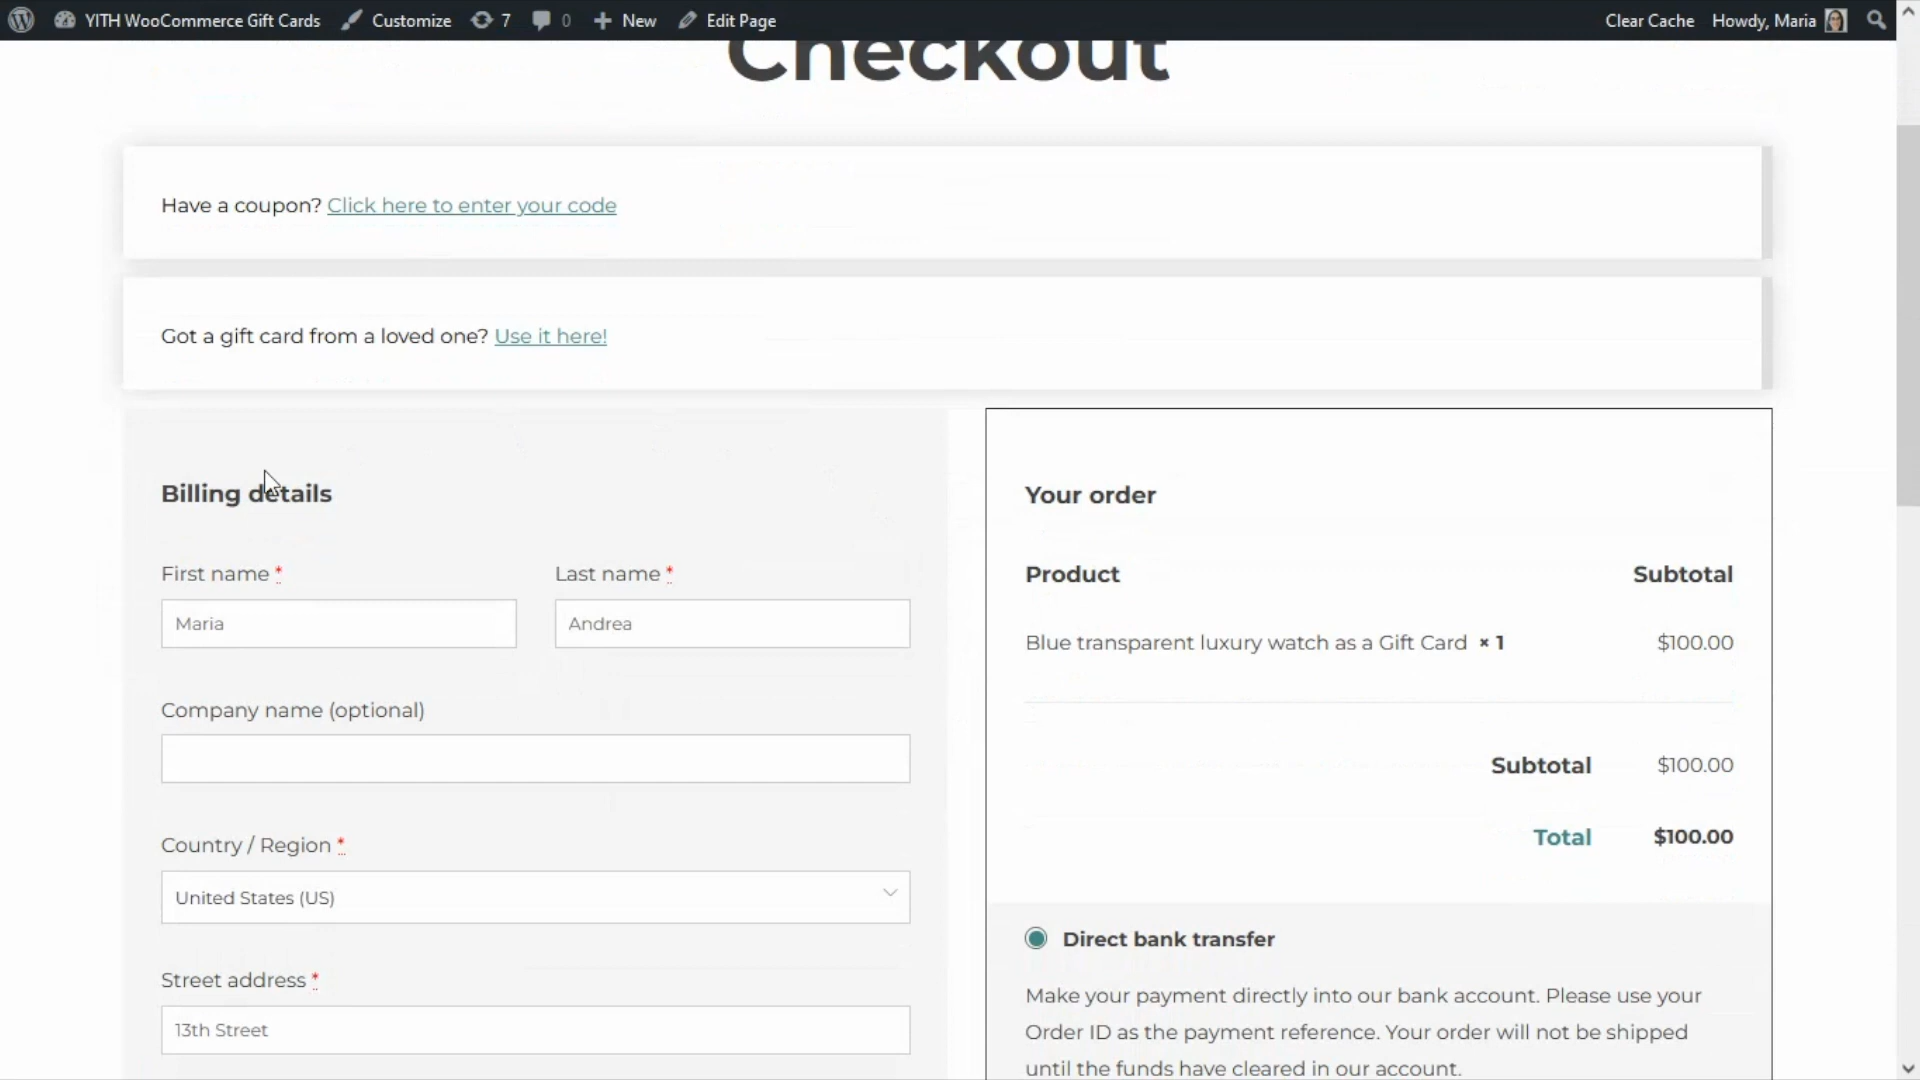 YITH WooCommerce Gift Cards Customize 7 0 New Edit Page Clear Cache Howdy, Maria
Checkout
Have a coupon? Click here to enter your code
Got a gift card from a loved one? Use it here!
Billing details
First name *
Last name *
Maria
Andrea
Company name (optional)
Country / Region *
United States (US)
Street address *
13th Street
Your order
Product Subtotal
Blue transparent luxury watch as a Gift Card × 1 $100.00
Subtotal $100.00
Total $100.00
Direct bank transfer
Make your payment directly into our bank account. Please use your
Order ID as the payment reference. Your order will not be shipped
until the funds have cleared in our account.